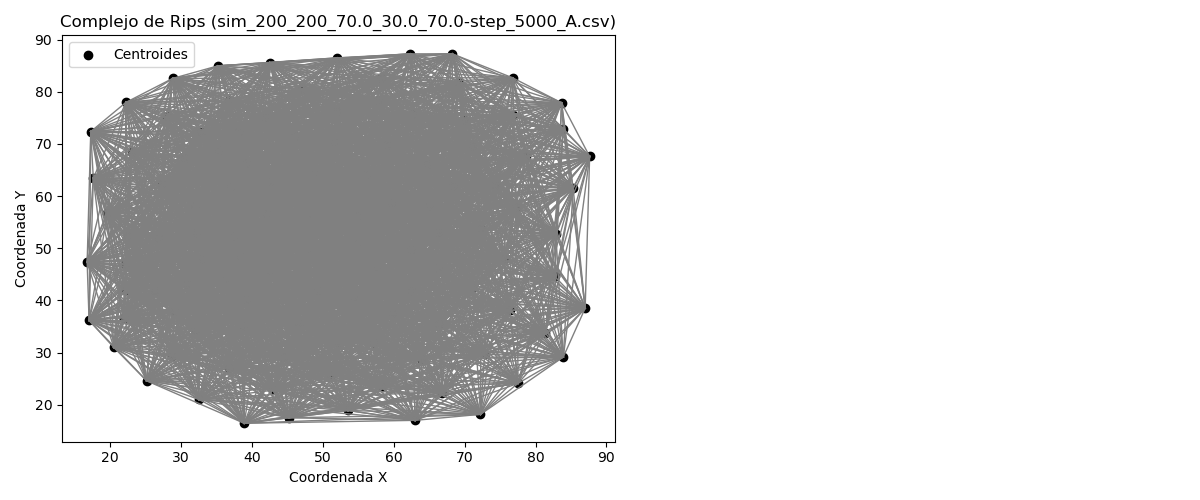 Complejo de Rips (sim_200_200_70.0_30.0_70.0-step_5000_A.csv)
Centroides
90
80
70
60
50
40
30
20
Coordenada Y
20 30 40 50 60 70 80 90
Coordenada X